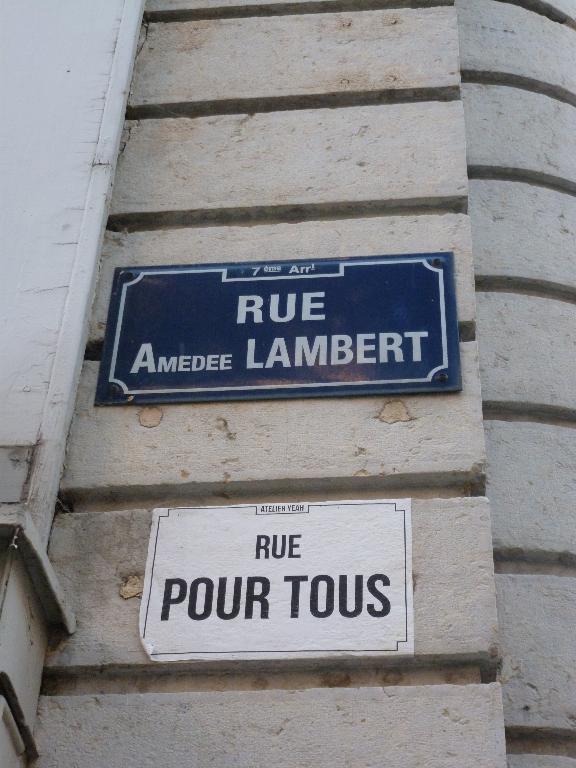 7ème Arrt
RUE
AMEDEE LAMBERT
ATELIER YEAH
RUE
POUR TOUS